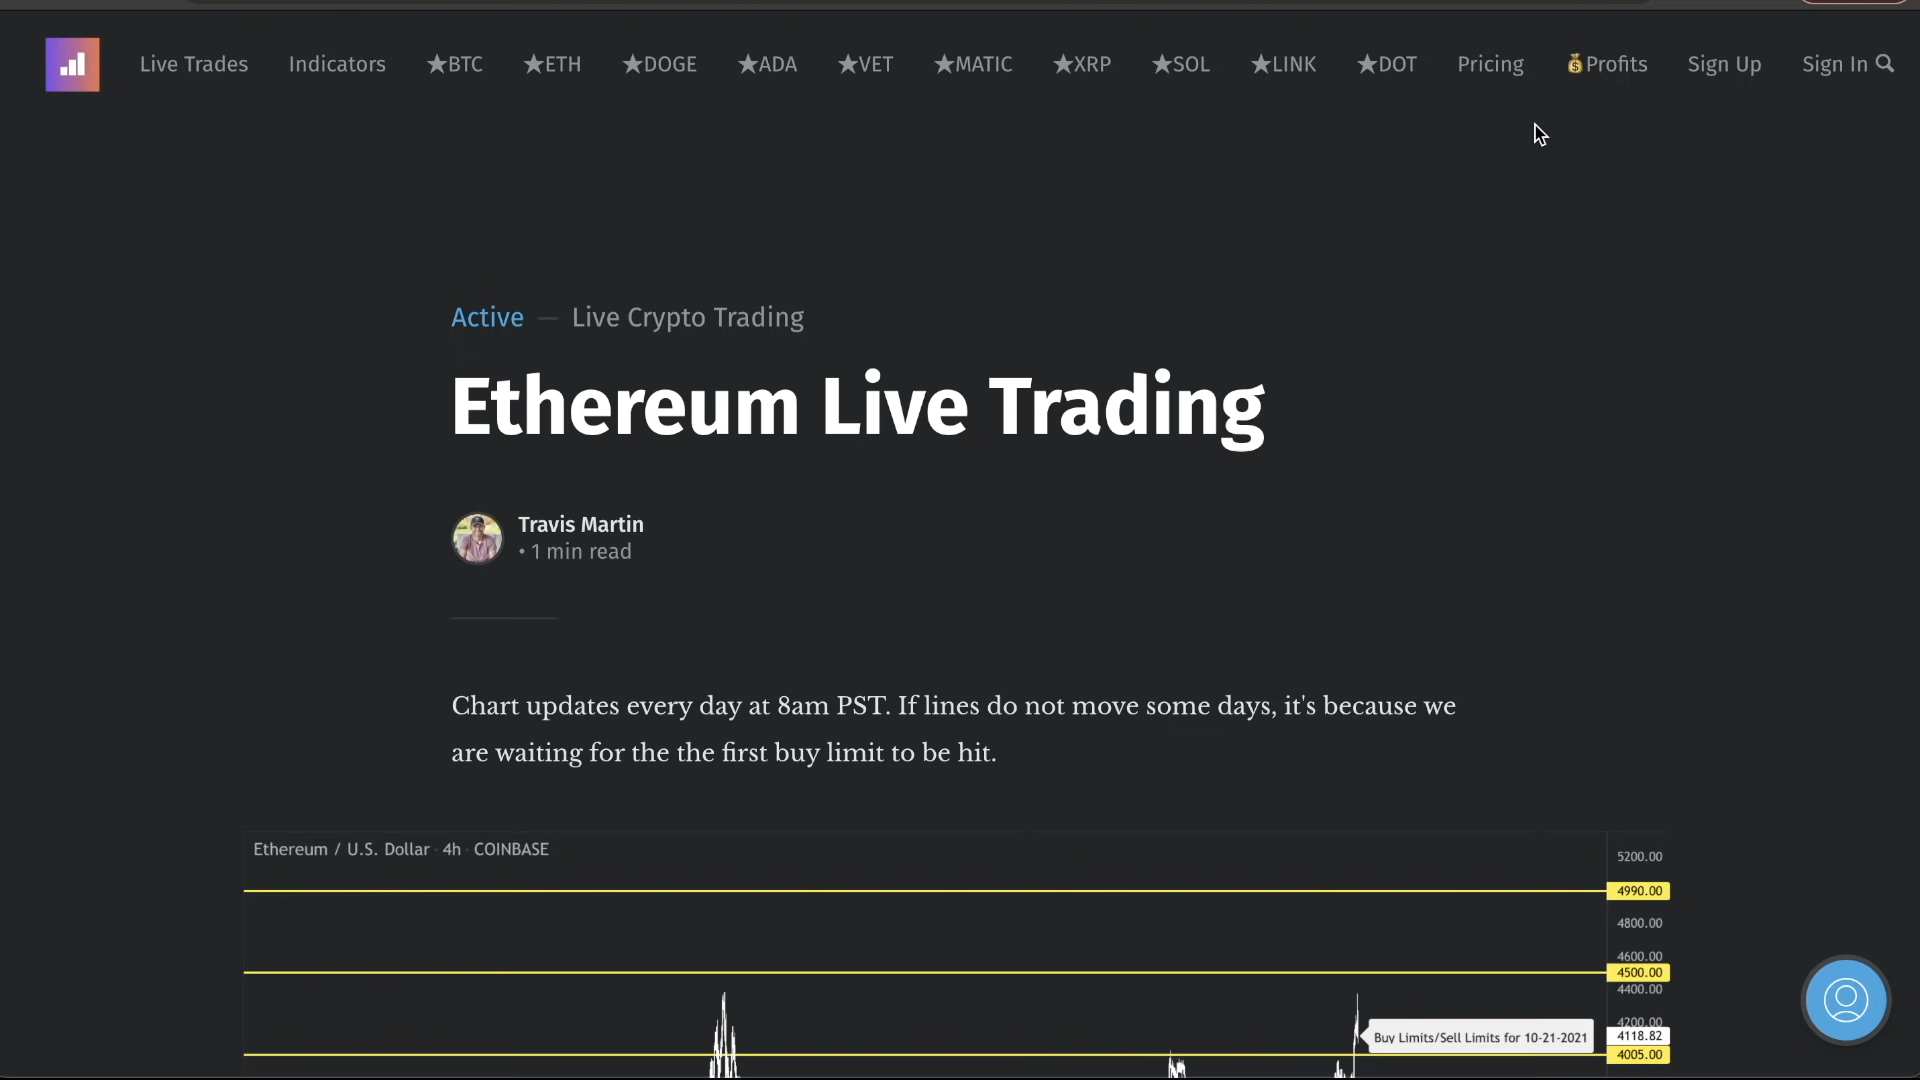 Live Trades Indicators ★BTC ★ETH ★DOGE ★ADA ★VET ★MATIC ★XRP ★SOL ★LINK ★DOT Pricing 💰Profits Sign Up Sign In
Active — Live Crypto Trading
Ethereum Live Trading
Travis Martin
• 1 min read
Chart updates every day at 8am PST. If lines do not move some days, it's because we
are waiting for the the first buy limit to be hit.
Ethereum / U.S. Dollar · 4h · COINBASE
5200.00
4990.00
4800.00
4600.00
4500.00
4400.00
4200.00
Buy Limits/Sell Limits for 10-21-2021
4118.82
4005.00